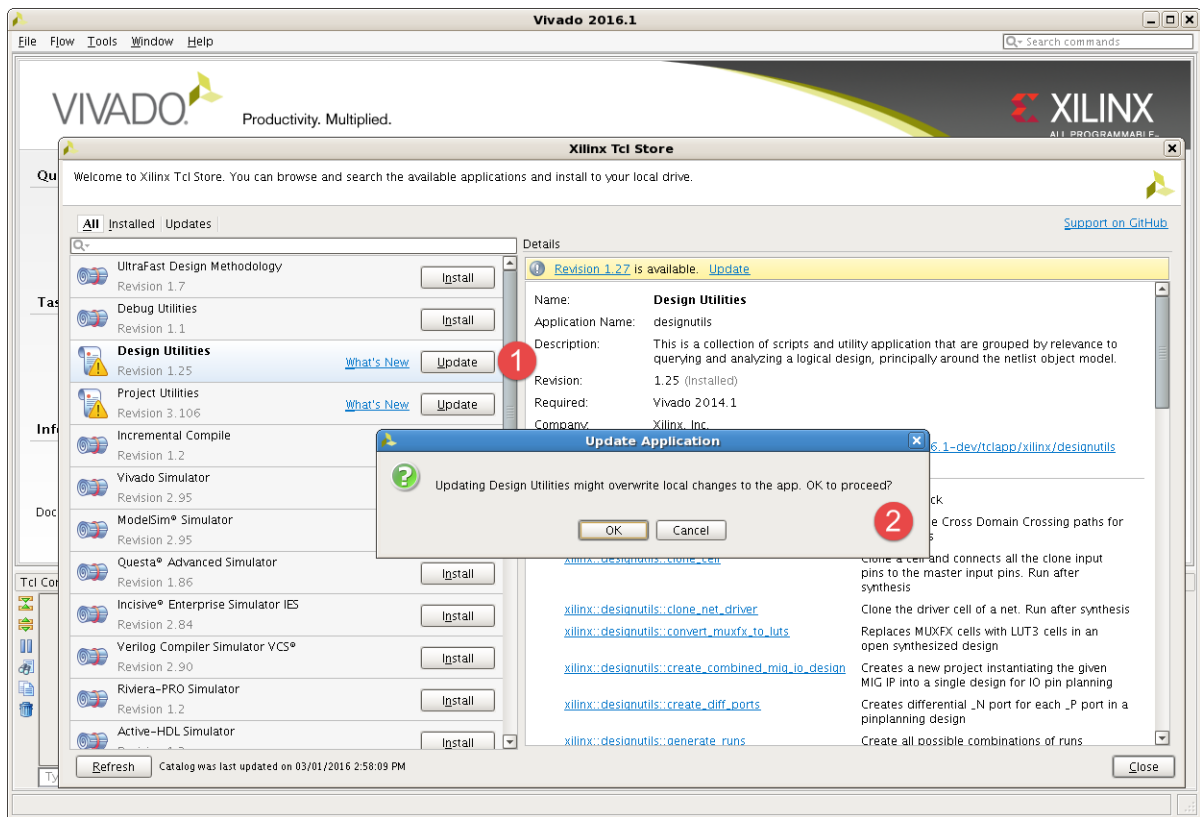 Vivado 2016.1
File Flow Tools Window Help
Search commands
VIVADO.
Productivity. Multiplied.
XILINX
ALL PROGRAMMABLE
Xilinx Tcl Store
Qu
Welcome to Xilinx Tcl Store. You can browse and search the available applications and install to your local drive.
All Installed Updates
Support on GitHub
Details
UltraFast Design Methodology
Revision 1.7
Install
Debug Utilities
Revision 1.1
Install
Design Utilities
Revision 1.25
What's New
Update
1
Project Utilities
Revision 3.106
What's New
Update
Incremental Compile
Revision 1.2
Vivado Simulator
Revision 2.95
ModelSim® Simulator
Revision 2.95
Questa® Advanced Simulator
Revision 1.86
Install
Incisive® Enterprise Simulator IES
Revision 2.84
Install
Verilog Compiler Simulator VCS®
Revision 2.90
Install
Riviera-PRO Simulator
Revision 1.2
Install
Active-HDL Simulator
Install
Revision 1.27 is available. Update
Name: Design Utilities
Application Name: designutils
Description: This is a collection of scripts and utility application that are grouped by relevance to
querying and analyzing a logical design, principally around the netlist object model.
Revision: 1.25 (Installed)
Required: Vivado 2014.1
Company: Xilinx, Inc.
6.1-dev/tclapp/xilinx/designutils
Update Application
Updating Design Utilities might overwrite local changes to the app. OK to proceed?
OK Cancel
2
ck
e Cross Domain Crossing paths for
s
xilinx::designutils::clone_cell
Clone a cell and connects all the clone input
pins to the master input pins. Run after
synthesis
xilinx::designutils::clone_net_driver
Clone the driver cell of a net. Run after synthesis
xilinx::designutils::convert_muxfx_to_luts
Replaces MUXFX cells with LUT3 cells in an
open synthesized design
xilinx::designutils::create_combined_mig_io_design
Creates a new project instantiating the given
MIG IP into a single design for IO pin planning
xilinx::designutils::create_diff_ports
Creates differential _N port for each _P port in a
pinplanning design
xilinx::designutils::generate_runs
Create all possible combinations of runs
Tas
Inf
Doc
Tcl Cor
Ty
Refresh
Catalog was last updated on 03/01/2016 2:58:09 PM
Close